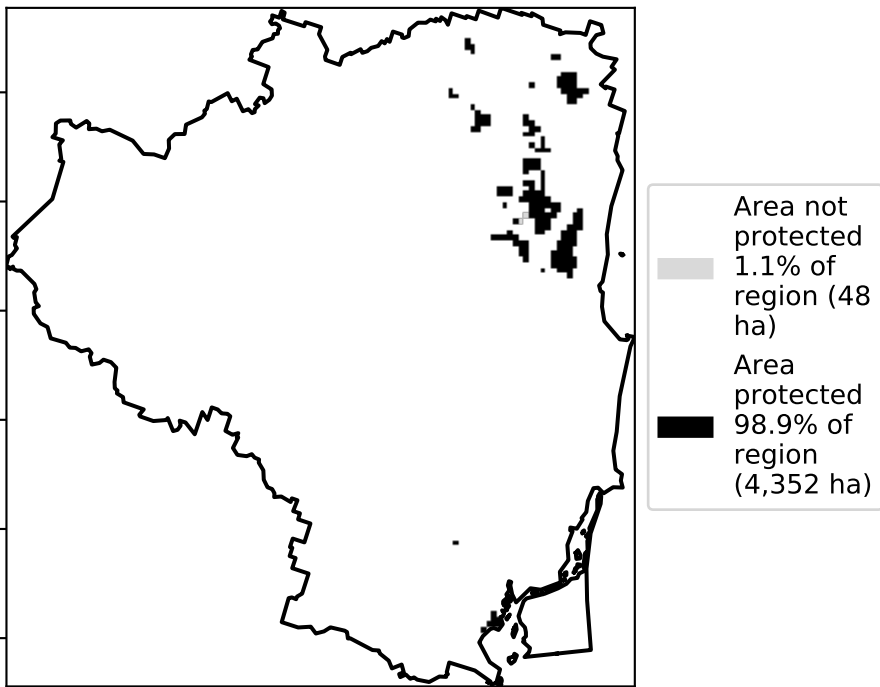 Area not
protected
1.1% of
region (48
ha)
Area
protected
98.9% of
region
(4,352 ha)